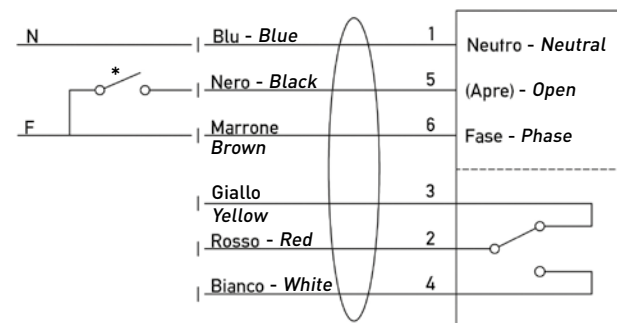 N Blu - Blue 1 Neutro - Neutral
* Nero - Black 5 (Apre) - Open
F Marrone 6 Fase - Phase
Brown
Giallo 3
Yellow
Rosso - Red 2
Bianco - White 4